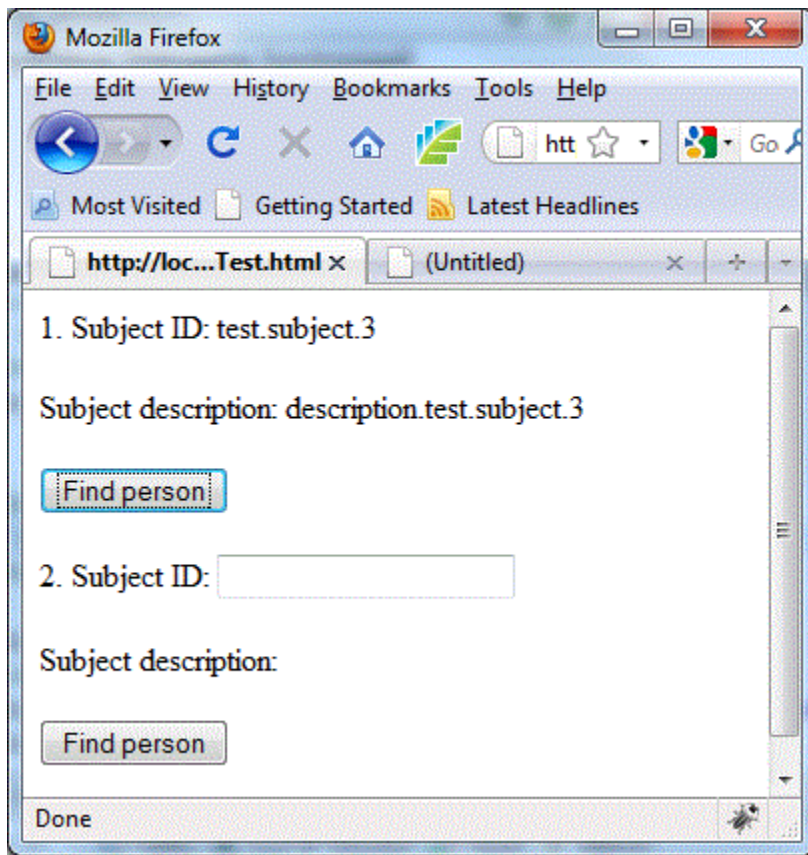 Mozilla Firefox
File Edit View History Bookmarks Tools Help
htt Go
Most Visited Getting Started Latest Headlines
http://loc...Test.html (Untitled)
1. Subject ID: test.subject.3
Subject description: description.test.subject.3
Find person
2. Subject ID:
Subject description:
Find person
Done